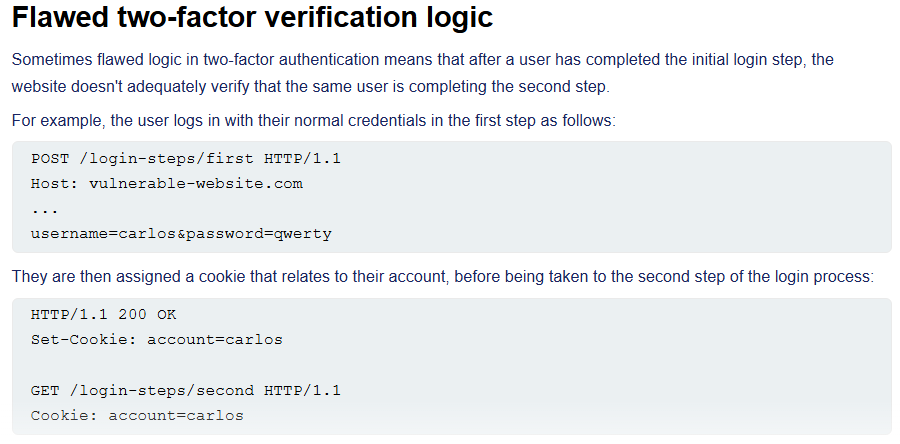 Flawed two-factor verification logic
Sometimes flawed logic in two-factor authentication means that after a user has completed the initial login step, the
website doesn't adequately verify that the same user is completing the second step.
For example, the user logs in with their normal credentials in the first step as follows:
POST /login-steps/first HTTP/1.1
Host: vulnerable-website.com
...
username=carlos&password=qwerty
They are then assigned a cookie that relates to their account, before being taken to the second step of the login process:
HTTP/1.1 200 OK
Set-Cookie: account=carlos
GET /login-steps/second HTTP/1.1
Cookie: account=carlos